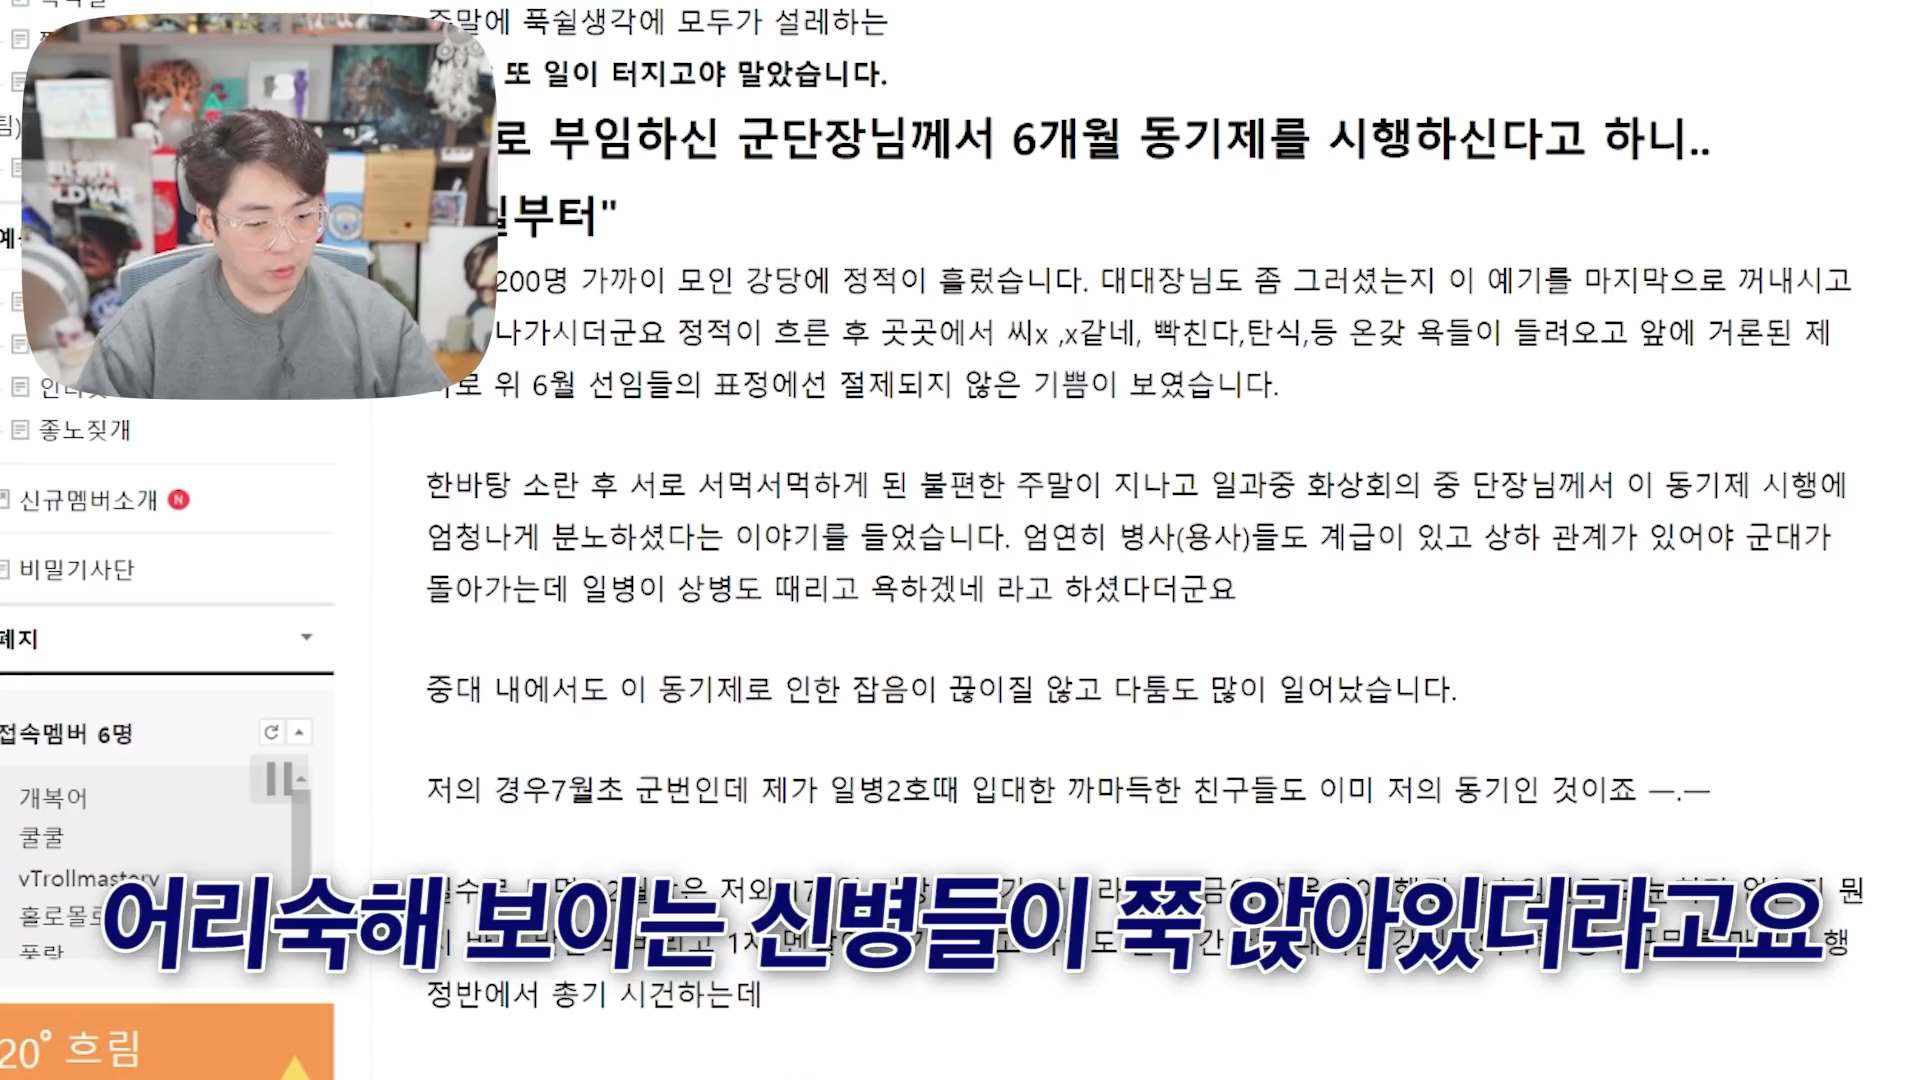 주말에 푹쉴생각에 모두가 설레하는
또 일이 터지고야 말았습니다.
로 부임하신 군단장님께서 6개월 동기제를 시행하신다고 하니..
부터"
200명 가까이 모인 강당에 정적이 흘렀습니다. 대대장님도 좀 그러셨는지 이 예기를 마지막으로 꺼내시고
나가시더군요 정적이 흐른 후 곳곳에서 씨x ,x같네, 빡친다,탄식,등 온갖 욕들이 들려오고 앞에 거론된 제
로 위 6월 선임들의 표정에선 절제되지 않은 기쁨이 보였습니다.
한바탕 소란 후 서로 서먹서먹하게 된 불편한 주말이 지나고 일과중 화상회의 중 단장님께서 이 동기제 시행에
엄청나게 분노하셨다는 이야기를 들었습니다. 엄연히 병사(용사)들도 계급이 있고 상하 관계가 있어야 군대가
돌아가는데 일병이 상병도 때리고 욕하겠네 라고 하셨다더군요
중대 내에서도 이 동기제로 인한 잡음이 끊이질 않고 다툼도 많이 일어났습니다.
저의 경우7월초 군번인데 제가 일병2호때 입대한 까마득한 친구들도 이미 저의 동기인 것이죠 ㅡ.ㅡ
정반에서 총기 시건하는데
좋노짖개
신규멤버소개 N
비밀기사단
폐지
접속멤버 6명
개복어
쿨쿨
vTrollmastery
홀로몰로
풍란
20° 흐림
어리숙해 보이는 신병들이 쭉 앉아있더라고요